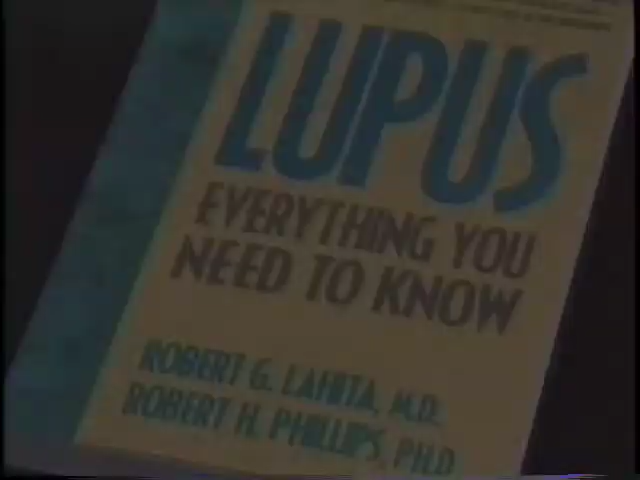 LUPUS
EVERYTHING YOU
NEED TO KNOW
ROBERT G. LAHITA, M.D.
ROBERT H. PHILLIPS, PH.D.